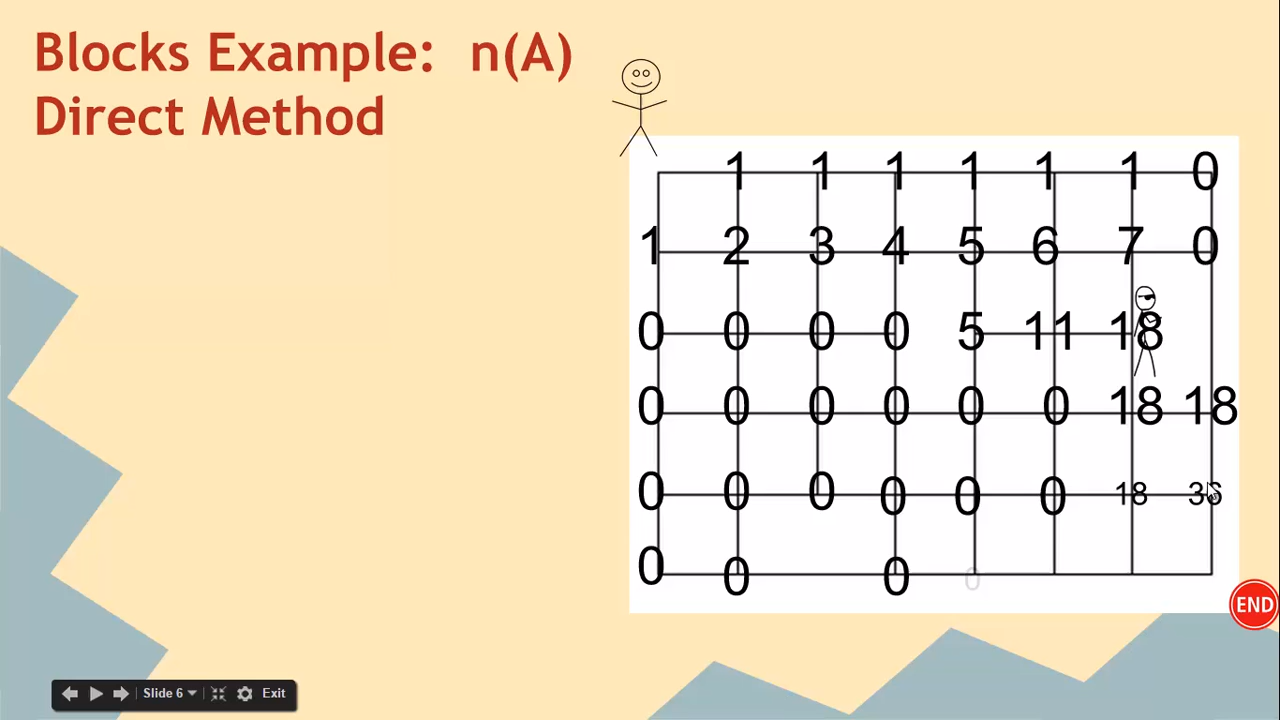 Blocks Example: n(A)
Direct Method
1 1 1 1 1 1 0
1 2 3 4 5 6 7 0
0 0 0 0 5 11 18
0 0 0 0 0 0 18 18
0 0 0 0 0 0 18 36
0 0 0 0
END
Slide 6 Exit